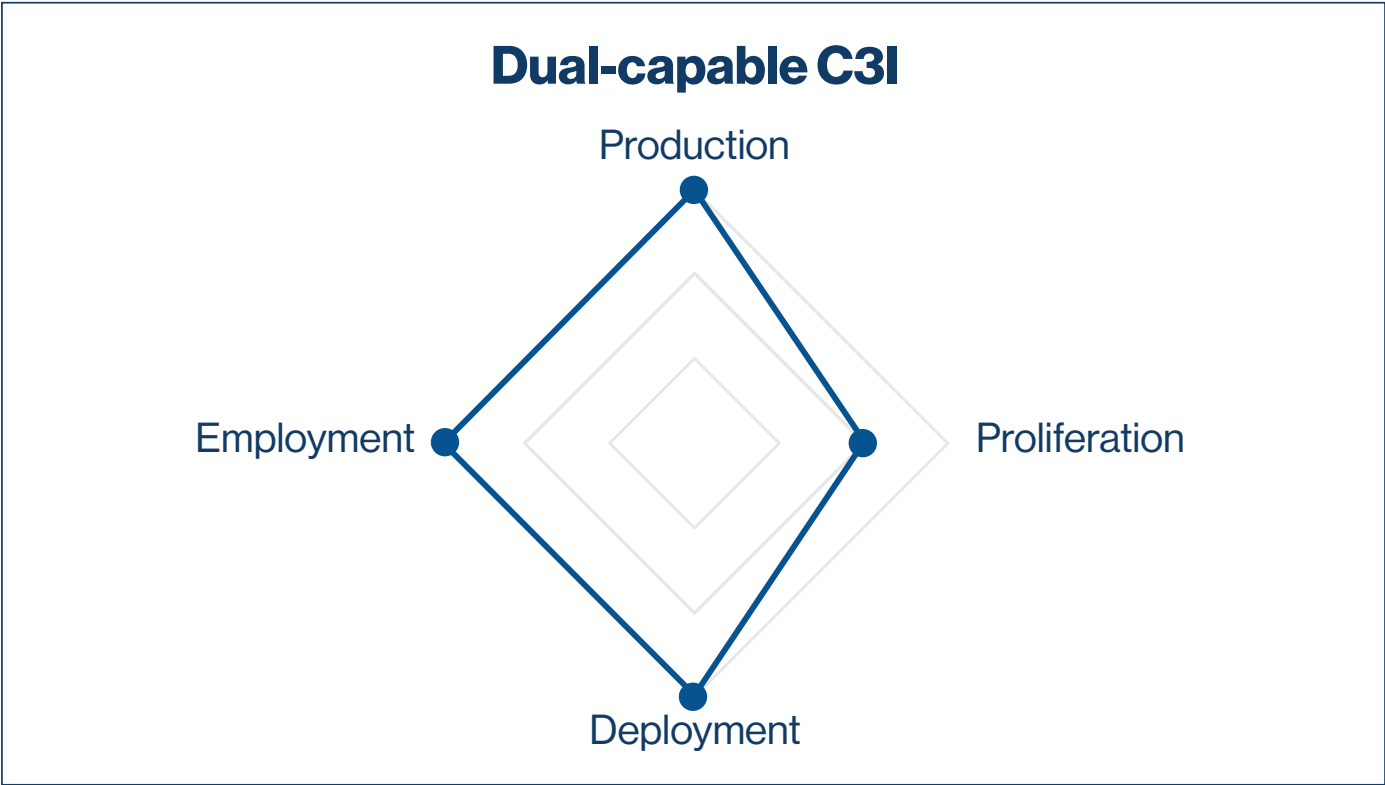 Dual-capable C3I
Production
Employment
Proliferation
Deployment